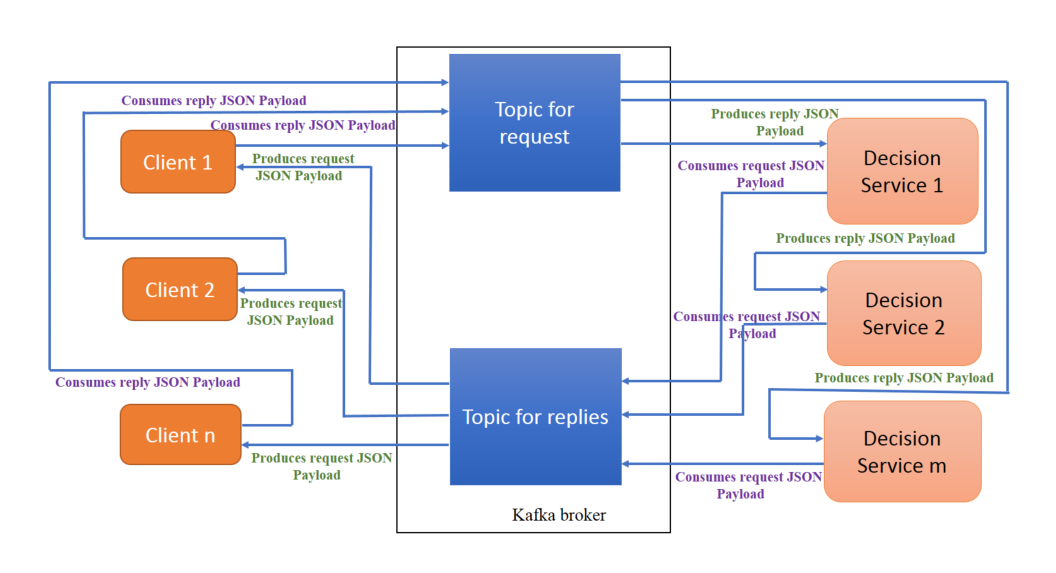 Consumes reply JSON Payload
Topic for
request
Consumes reply JSON Payload
Produces reply JSON
Payload
Client 1
Produces request
JSON Payload
Consumes request JSON
Payload
Decision
Service 1
Produces reply JSON Payload
Client 2
Produces request
JSON Payload
Consumes request JSON
Payload
Decision
Service 2
Consumes reply JSON Payload
Produces reply JSON Payload
Client n
Topic for replies
Decision
Service m
Produces request JSON
Payload
Consumes request JSON
Payload
Kafka broker